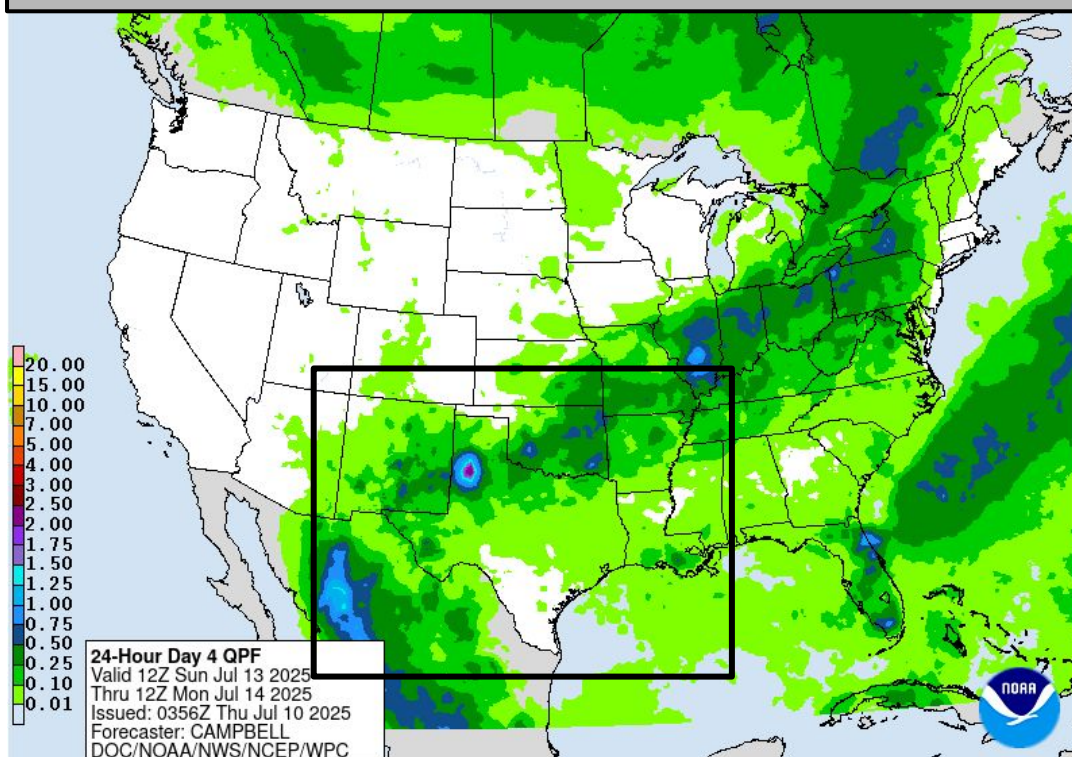 20.00
15.00
10.00
7.00
5.00
4.00
3.00
2.50
2.00
1.75
1.50
1.25
1.00
0.75
0.50
0.25
0.10
0.01
24-Hour Day 4 QPF
Valid 12Z Sun Jul 13 2025
Thru 12Z Mon Jul 14 2025
Issued: 0356Z Thu Jul 10 2025
Forecaster: CAMPBELL
DOC/NOAA/NWS/NCEP/WPC
NOAA